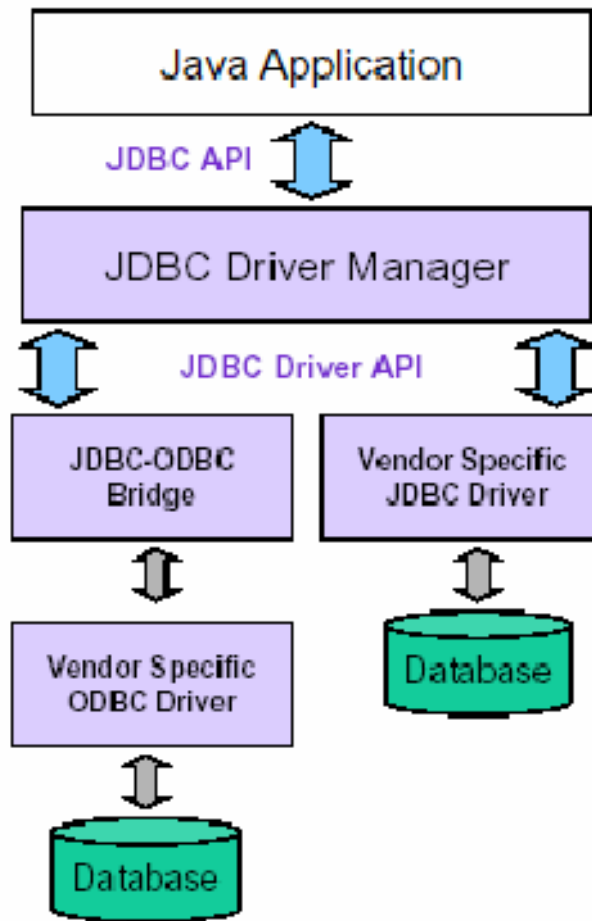 Java Application
JDBC API
JDBC Driver Manager
JDBC Driver API
JDBC-ODBC
Bridge
Vendor Specific
JDBC Driver
Vendor Specific
ODBC Driver
Database
Database